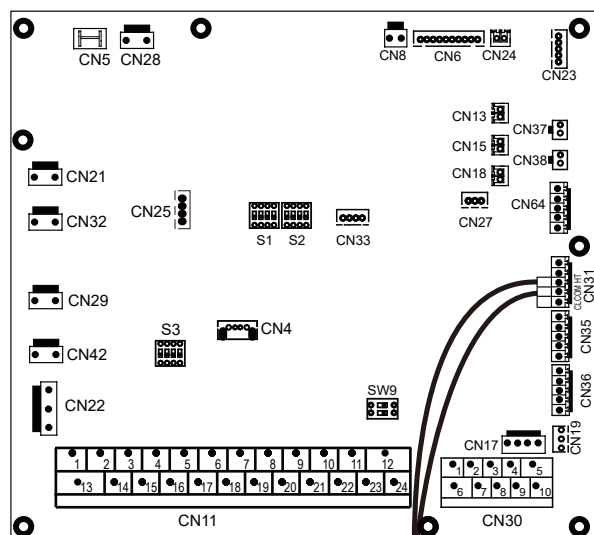 CN5
CN28
CN8
CN6
CN24
CN23
CN13
CN15
CN18
CN37
CN38
CN21
CN32
CN25
S1
S2
CN33
CN27
CN64
CN29
CN42
CN22
S3
CN4
CLCOM HT
CN31
CN35
CN36
SW9
CN17
CN19
1 2 3 4 5 6 7 8 9 10 11 12
13 14 15 16 17 18 19 20 21 22 23 24
CN11
1 2 3 4 5
6 7 8 9 10
CN30